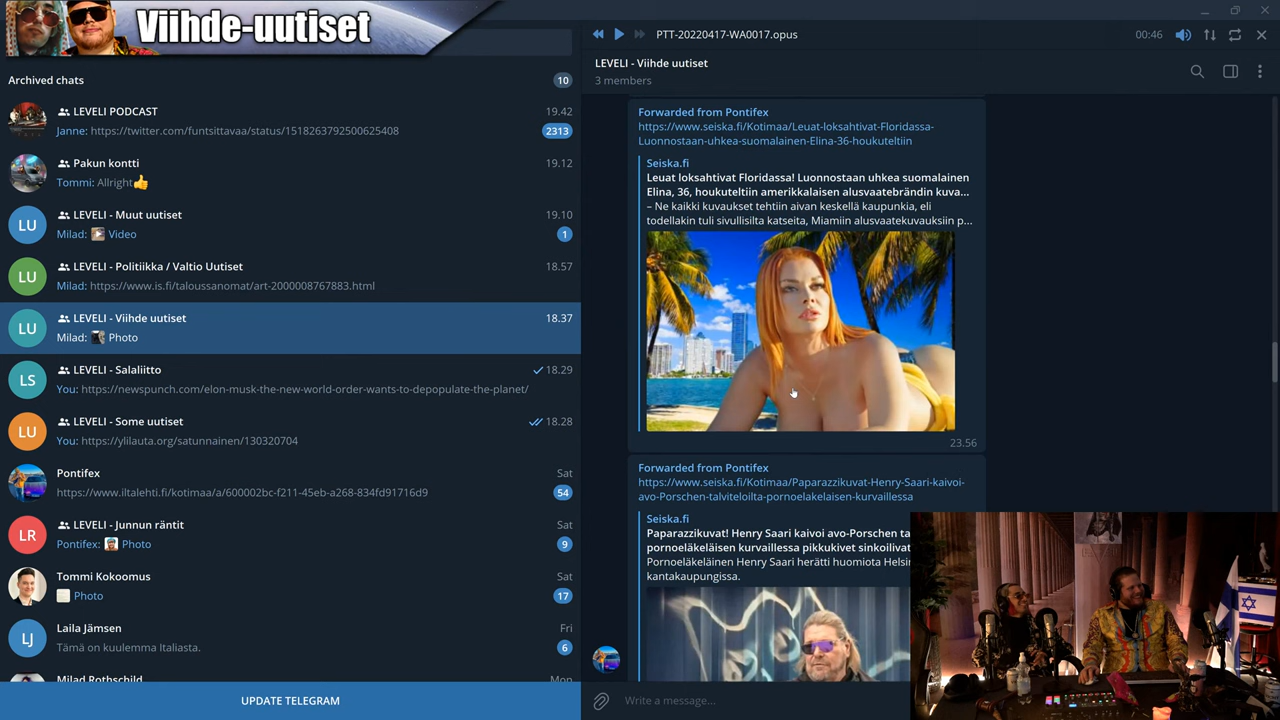 Viihde-uutiset
PTT-20220417-WA0017.opus
00:46
Archived chats
10
LEVELI - Viihde uutiset
3 members
LEVELI PODCAST
19.42
Janne: https://twitter.com/funtsittavaa/status/1518263792500625408
2313
Pakun kontti
19.12
Tommi: Allright👍
LU
LEVELI - Muut uutiset
19.10
Milad: Video
1
LU
LEVELI - Politiikka / Valtio Uutiset
18.57
Milad: https://www.is.fi/taloussanomat/art-2000008767883.html
LU
LEVELI - Viihde uutiset
18.37
Milad: Photo
LS
LEVELI - Salaliitto
18.29
You: https://newspunch.com/elon-musk-the-new-world-order-wants-to-depopulate-the-planet/
LU
LEVELI - Some uutiset
18.28
You: https://ylilauta.org/satunnainen/130320704
Pontifex
Sat
https://www.iltalehti.fi/kotimaa/a/600002bc-f211-45eb-a268-834fd91716d9
54
LR
LEVELI - Junnun räntit
Sat
Pontifex: Photo
9
Tommi Kokoomus
Sat
Photo
17
LJ
Laila Jämsen
Fri
Tämä on kuulemma Italiasta.
6
Milad Rothschild
Mon
UPDATE TELEGRAM
Forwarded from Pontifex
https://www.seiska.fi/Kotimaa/Leuat-loksahtivat-Floridassa-
Luonnostaan-uhkea-suomalainen-Elina-36-houkuteltiin
Seiska.fi
Leuat loksahtivat Floridassa! Luonnostaan uhkea suomalainen
Elina, 36, houkuteltiin amerikkalaisen alusvaatebrändin kuva...
– Ne kaikki kuvaukset tehtiin aivan keskellä kaupunkia, eli
todellakin tuli sivullisilta katseita, Miamiin alusvaatekuvauksiin p...
23.56
Forwarded from Pontifex
https://www.seiska.fi/Kotimaa/Paparazzikuvat-Henry-Saari-kaivoi-
avo-Porschen-talviteloilta-pornoelakelaisen-kurvaillessa
Seiska.fi
Paparazzikuvat! Henry Saari kaivoi avo-Porschen ta
pornoeläkeläisen kurvaillessa pikkukivet sinkoilivat
Pornoeläkeläinen Henry Saari herätti huomiota Helsi
kantakaupungissa.
Write a message...